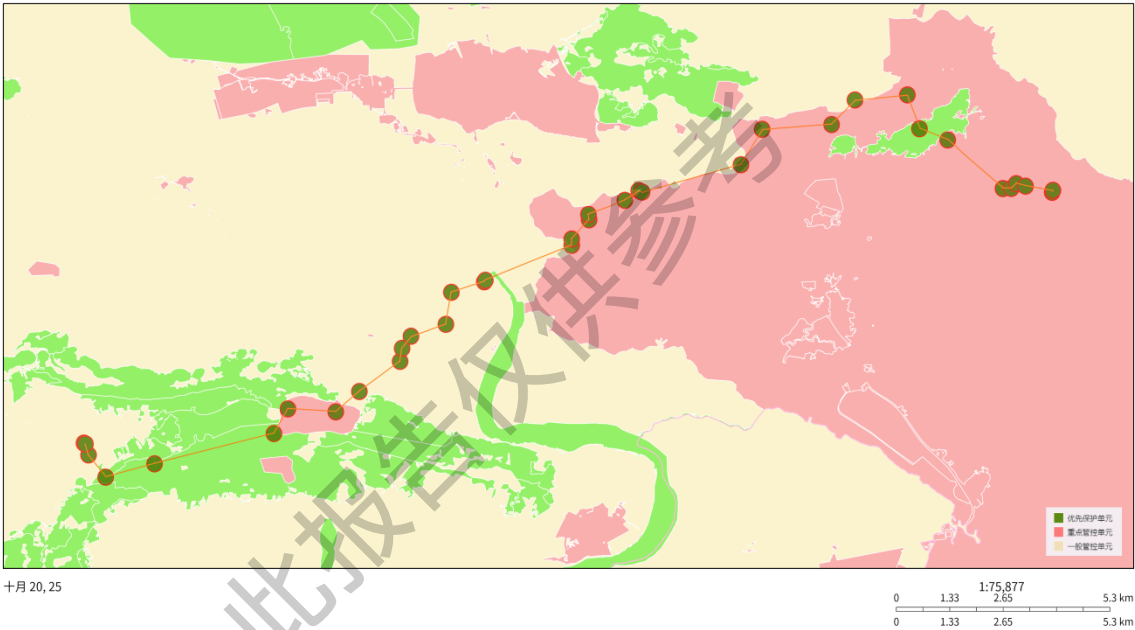 此报告仅供参考
优先保护单元
重点管控单元
一般管控单元
十月 20, 25
1:75,877
0 1.33 2.65 5.3 km
0 1.33 2.65 5.3 km